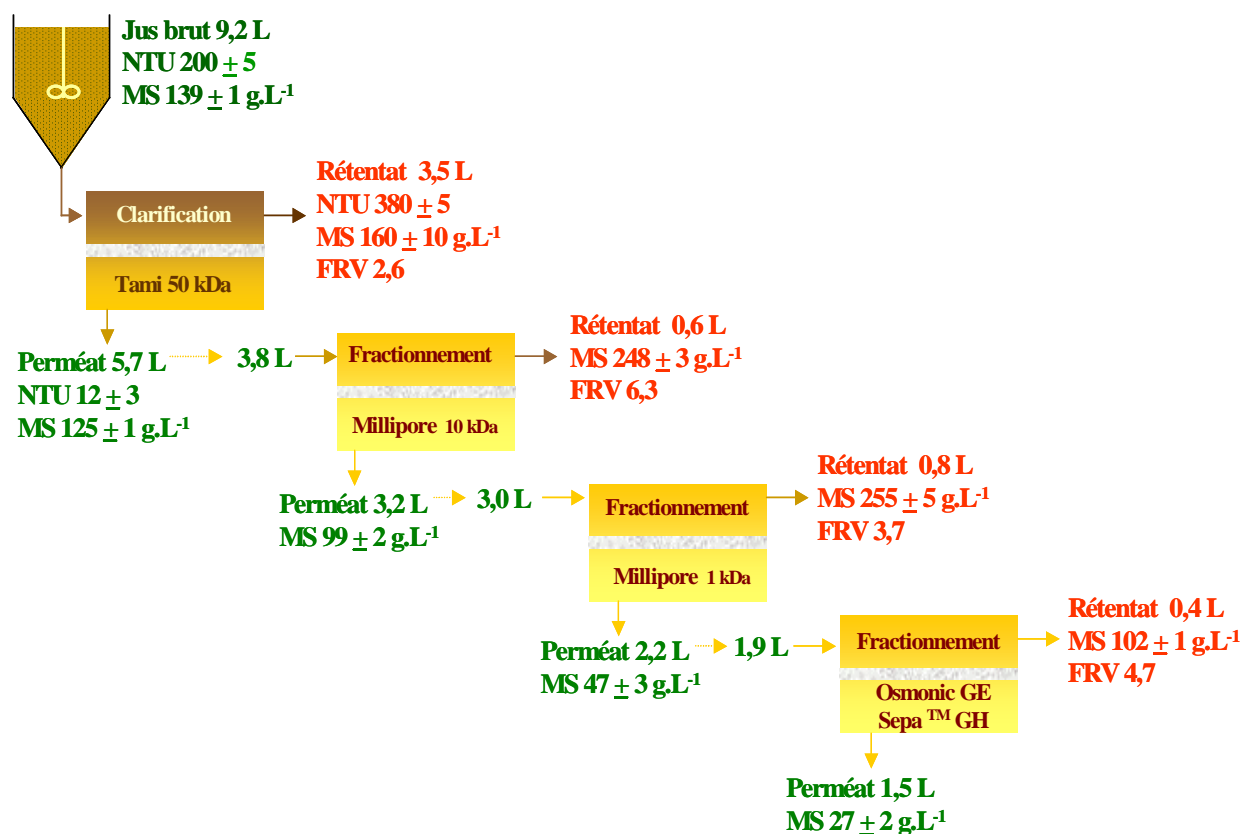 Jus brut 9,2 L
NTU 200 ± 5
MS 139 ± 1 g.L⁻¹
Clarification
Tami 50 kDa
Rétentat 3,5 L
NTU 380 ± 5
MS 160 ± 10 g.L⁻¹
FRV 2,6
Perméat 5,7 L
NTU 12 ± 3
MS 125 ± 1 g.L⁻¹
3,8 L
Fractionnement
Millipore 10 kDa
Rétentat 0,6 L
MS 248 ± 3 g.L⁻¹
FRV 6,3
Perméat 3,2 L
MS 99 ± 2 g.L⁻¹
3,0 L
Fractionnement
Millipore 1 kDa
Rétentat 0,8 L
MS 255 ± 5 g.L⁻¹
FRV 3,7
Perméat 2,2 L
MS 47 ± 3 g.L⁻¹
1,9 L
Fractionnement
Osmonic GE
Sepa ™ GH
Rétentat 0,4 L
MS 102 ± 1 g.L⁻¹
FRV 4,7
Perméat 1,5 L
MS 27 ± 2 g.L⁻¹